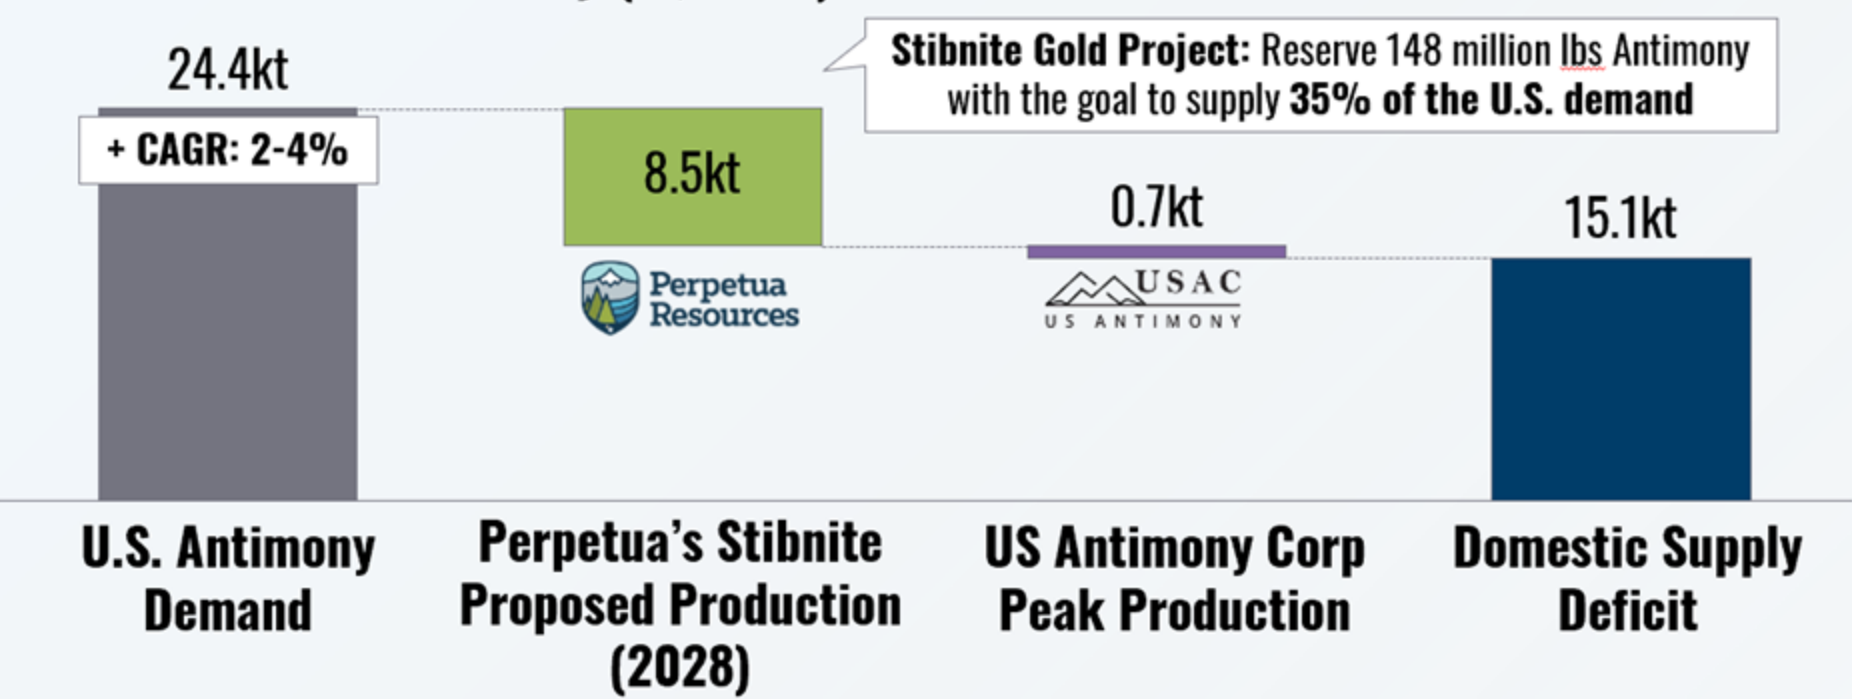 24.4kt
+ CAGR: 2-4%
8.5kt
Stibnite Gold Project: Reserve 148 million lbs Antimony
with the goal to supply 35% of the U.S. demand
0.7kt
15.1kt
Perpetua
Resources
USAC
US ANTIMONY
U.S. Antimony
Demand
Perpetua’s Stibnite
Proposed Production
(2028)
US Antimony Corp
Peak Production
Domestic Supply
Deficit